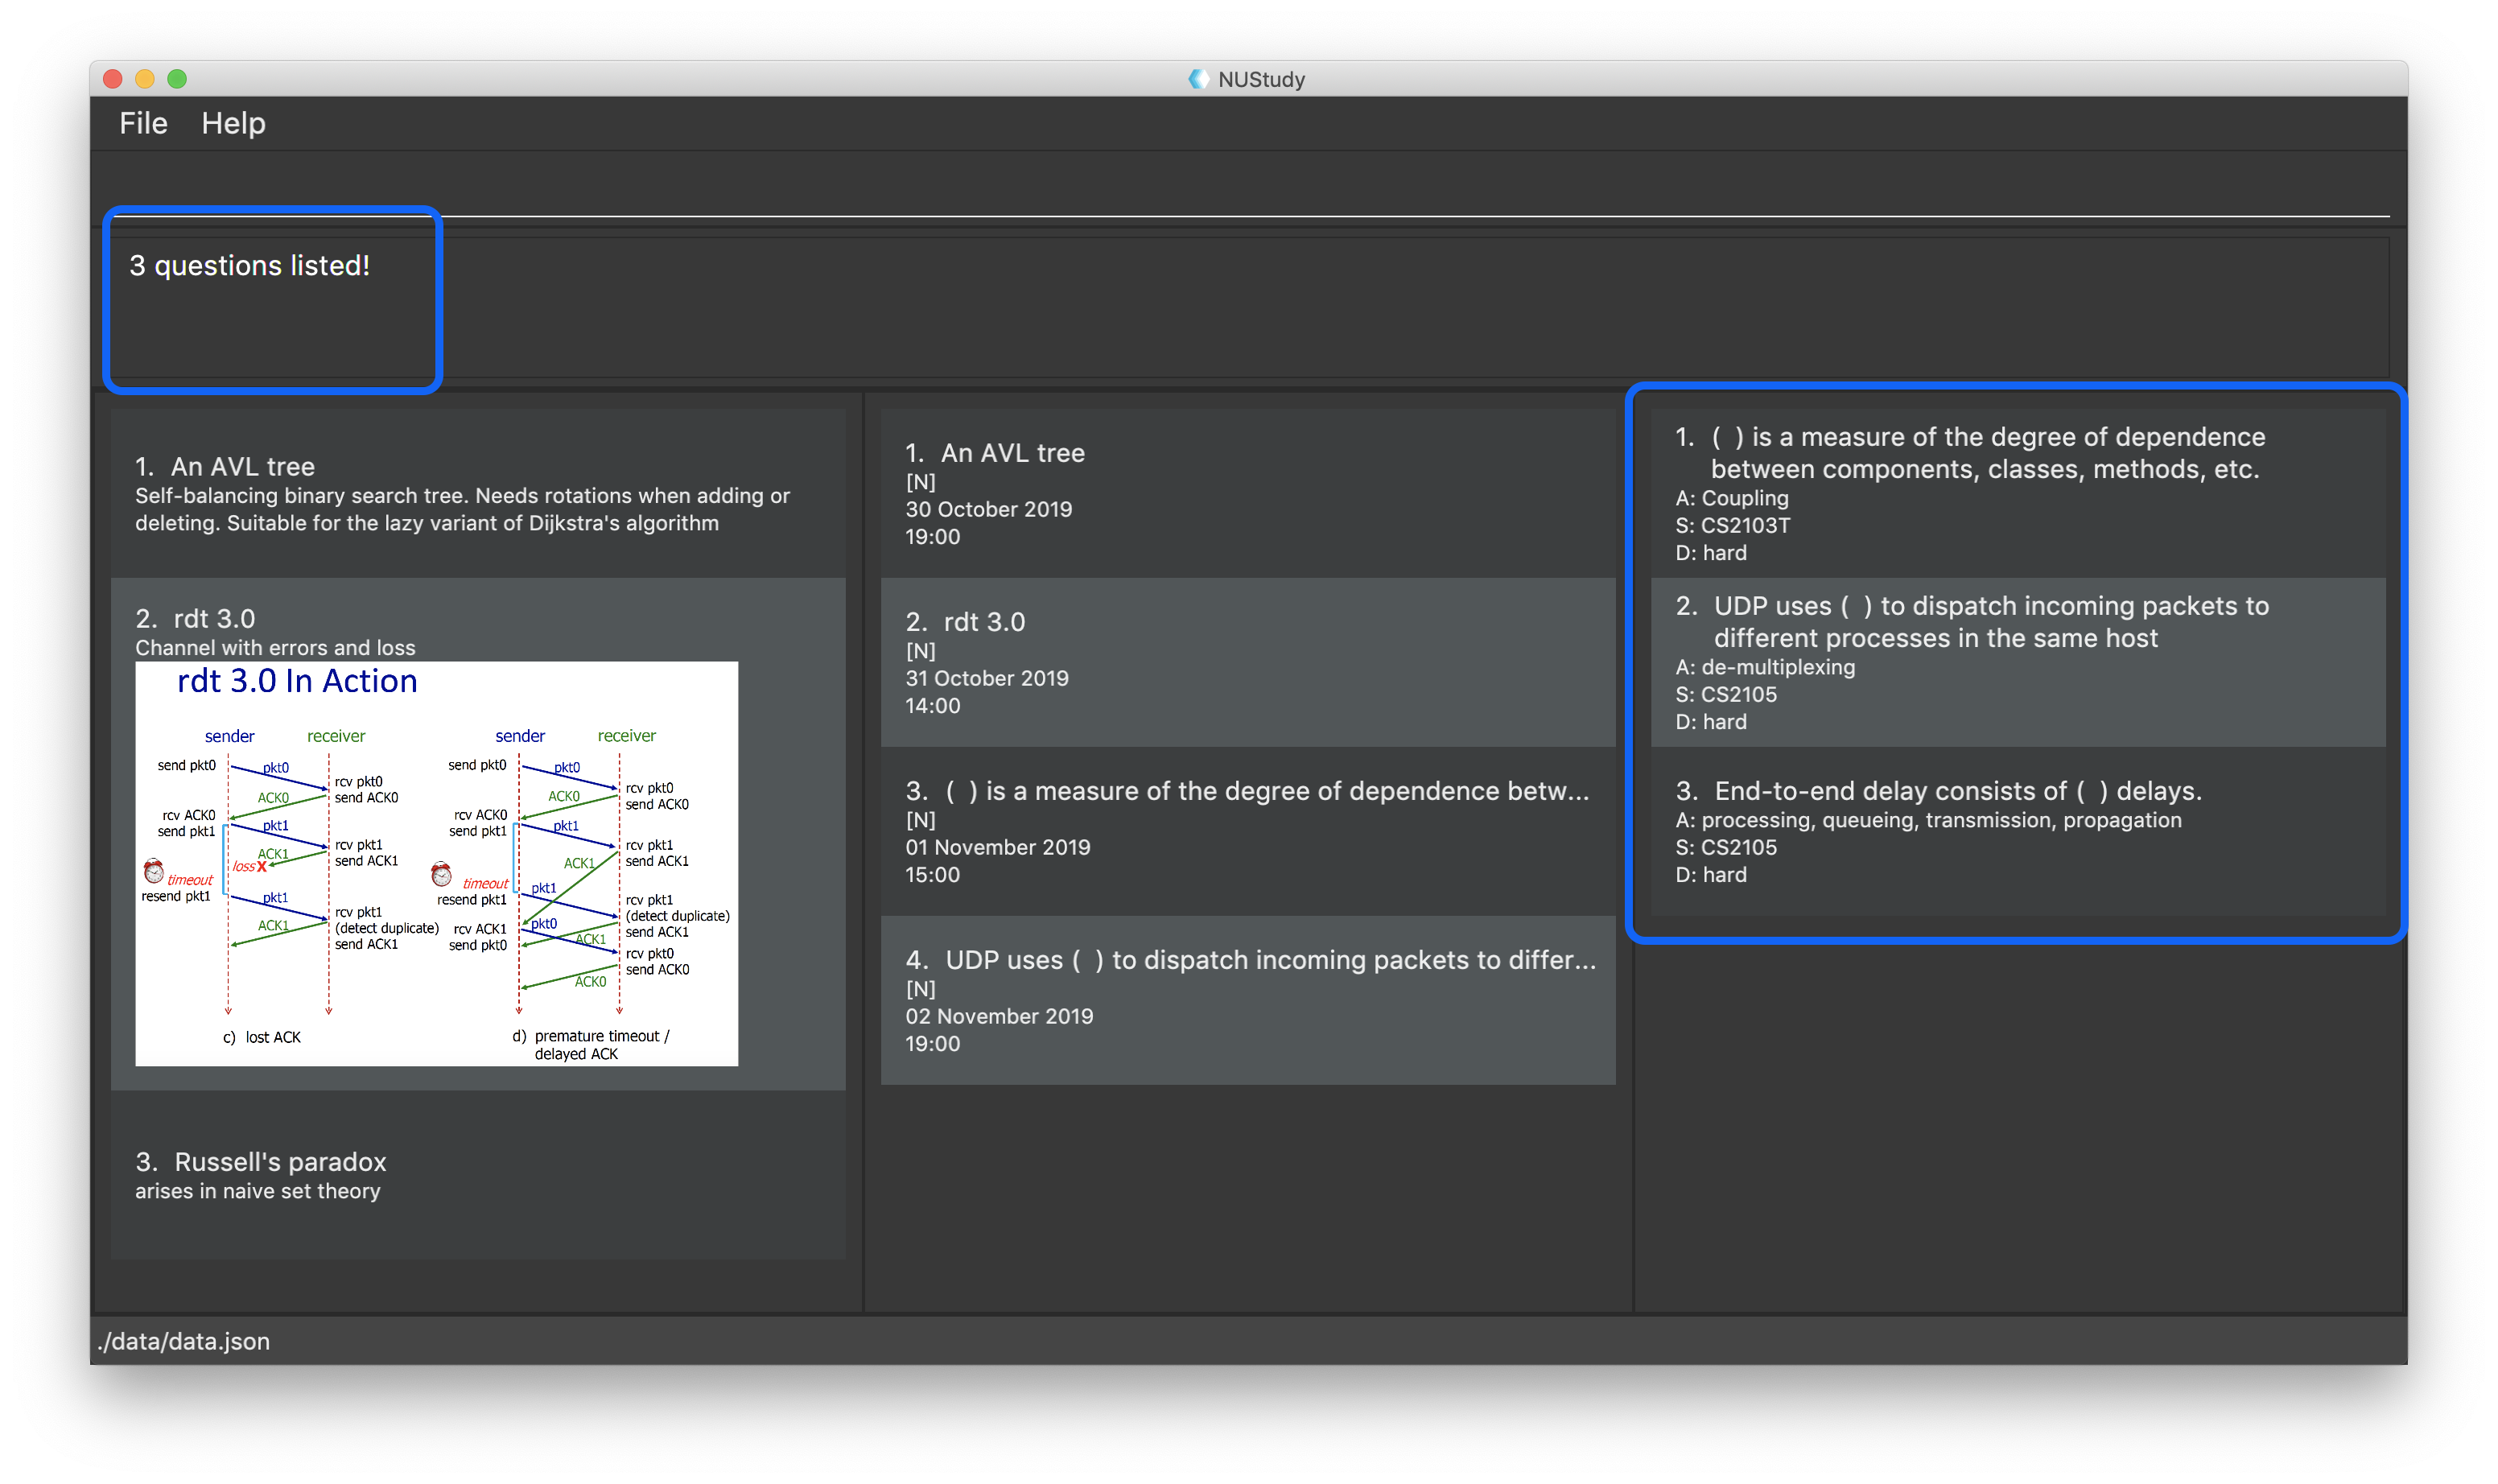 NUStudy
File Help
3 questions listed!
1. An AVL tree
Self-balancing binary search tree. Needs rotations when adding or
deleting. Suitable for the lazy variant of Dijkstra's algorithm
2. rdt 3.0
Channel with errors and loss
rdt 3.0 In Action
sender receiver
send pkt0
pkt0
rcv pkt0
send ACK0
ACK0
rcv ACK0
send pkt1
pkt1
rcv pkt1
send ACK1
ACK1
loss X
timeout
resend pkt1
pkt1
rcv pkt1
(detect duplicate)
send ACK1
ACK1
c) lost ACK
sender receiver
send pkt0
pkt0
rcv pkt0
send ACK0
ACK0
rcv ACK0
send pkt1
pkt1
rcv pkt1
send ACK1
ACK1
timeout
resend pkt1
pkt1
rcv pkt1
(detect duplicate)
send ACK1
rcv ACK1
send pkt0
pkt0
ACK1
rcv pkt0
send ACK0
ACK0
d) premature timeout /
delayed ACK
3. Russell's paradox
arises in naive set theory
1. An AVL tree
[N]
30 October 2019
19:00
2. rdt 3.0
[N]
31 October 2019
14:00
3. ( ) is a measure of the degree of dependence betw...
[N]
01 November 2019
15:00
4. UDP uses ( ) to dispatch incoming packets to differ...
[N]
02 November 2019
19:00
1. ( ) is a measure of the degree of dependence
between components, classes, methods, etc.
A: Coupling
S: CS2103T
D: hard
2. UDP uses ( ) to dispatch incoming packets to
different processes in the same host
A: de-multiplexing
S: CS2105
D: hard
3. End-to-end delay consists of ( ) delays.
A: processing, queueing, transmission, propagation
S: CS2105
D: hard
./data/data.json